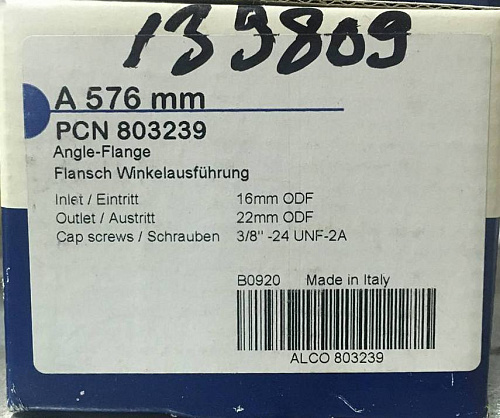 139809
A 576 mm
PCN 803239
Angle-Flange
Flansch Winkelausführung
Inlet / Eintritt 16mm ODF
Outlet / Austritt 22mm ODF
Cap screws / Schrauben 3/8" -24 UNF-2A
B0920 Made in Italy
ALCO 803239